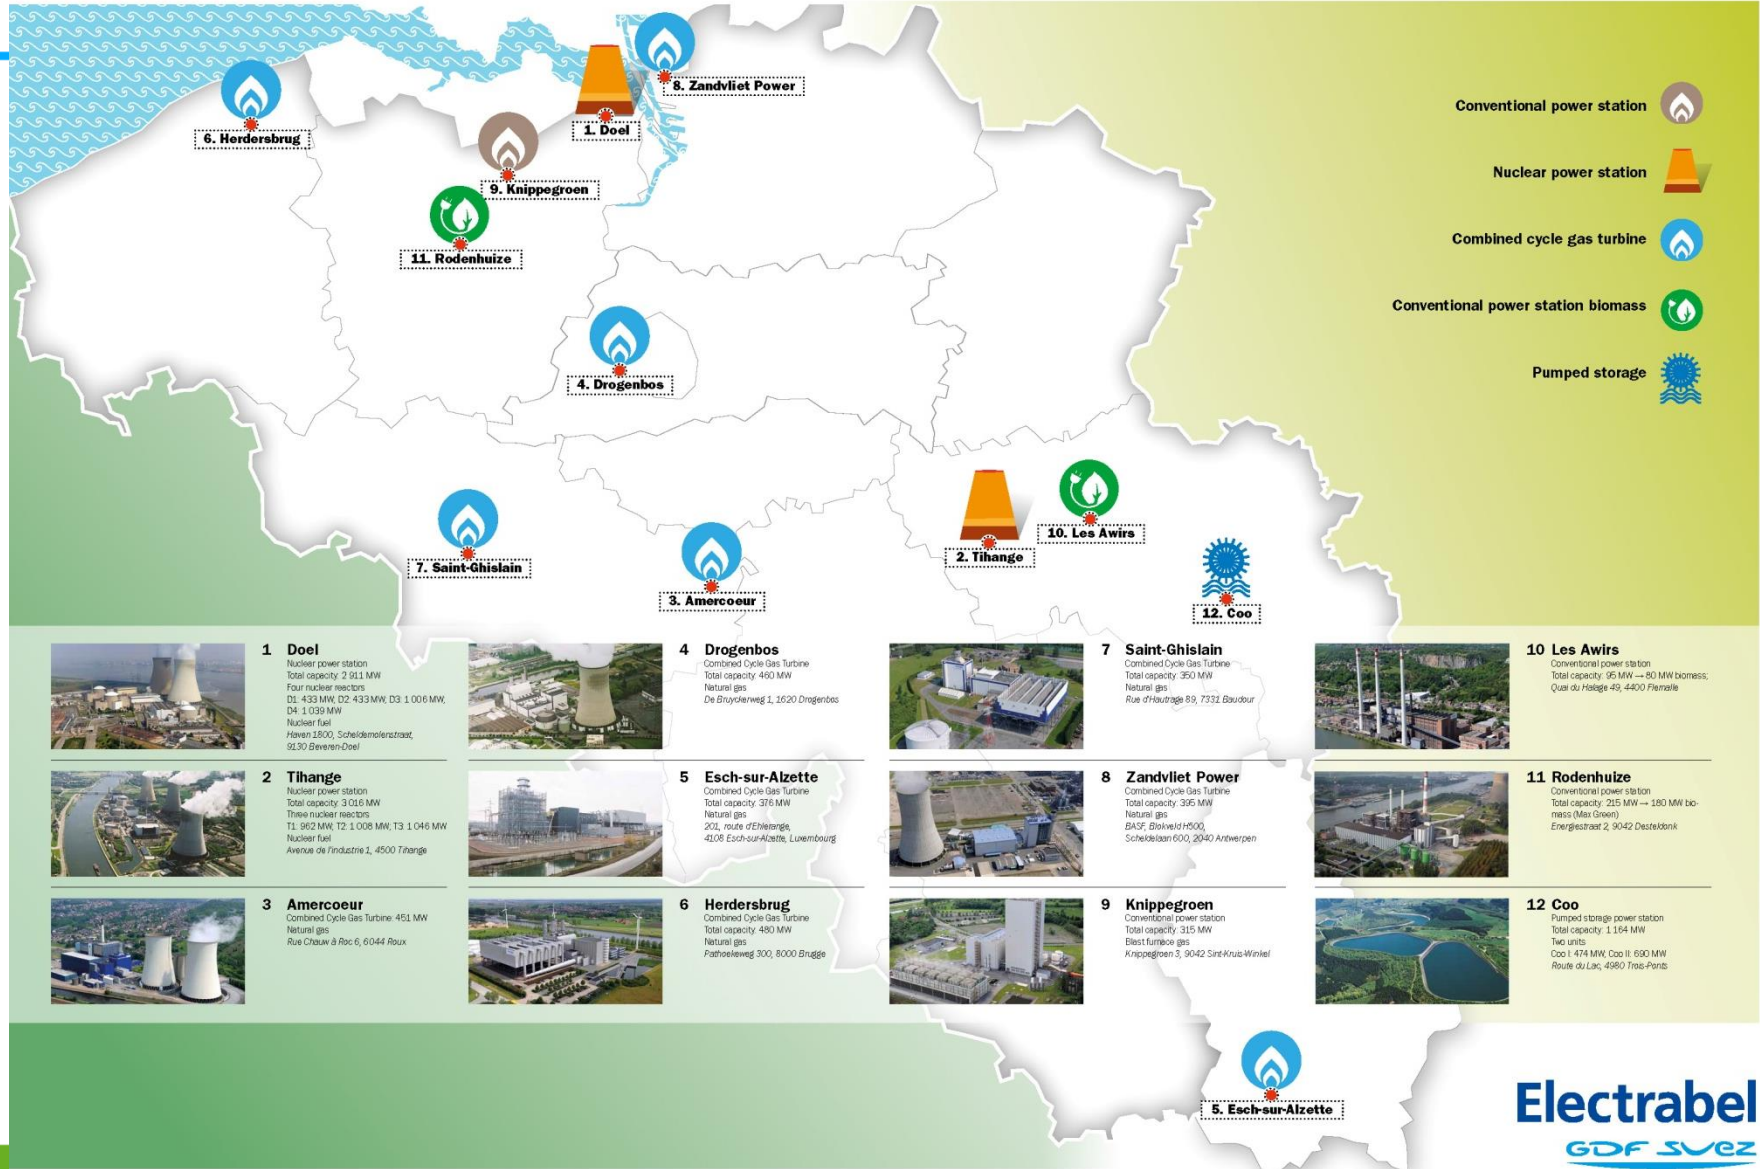 8. Zandvliet Power
6. Herdersbrug
1. Doel
9. Knippegroen
11. Rodenhuize
4. Drogenbos
7. Saint-Ghislain
3. Amercoeur
2. Tihange
10. Les Awirs
12. Coo
5. Esch-sur-Alzette
Conventional power station
Nuclear power station
Combined cycle gas turbine
Conventional power station biomass
Pumped storage
1 Doel
Nuclear power station
Total capacity: 2 911 MW
Four nuclear reactors
D1: 433 MW, D2: 433 MW, D3: 1 006 MW,
D4: 1 039 MW
Nuclear fuel
Haven 1800, Scheldemolenstraat,
9130 Beveren-Doel
2 Tihange
Nuclear power station
Total capacity: 3 016 MW
Three nuclear reactors
T1: 962 MW, T2: 1 008 MW, T3: 1 046 MW
Nuclear fuel
Avenue de l'Industrie 1, 4500 Tihange
3 Amercoeur
Combined Cycle Gas Turbine: 451 MW
Natural gas
Rue Chauw à Roc 6, 6044 Roux
4 Drogenbos
Combined Cycle Gas Turbine
Total capacity: 460 MW
Natural gas
De Bruyckerweg 1, 1620 Drogenbos
5 Esch-sur-Alzette
Combined Cycle Gas Turbine
Total capacity: 376 MW
Natural gas
201, route d'Ehlerange,
4108 Esch-sur-Alzette, Luxembourg
6 Herdersbrug
Combined Cycle Gas Turbine
Total capacity: 480 MW
Natural gas
Pathoekeweg 300, 8000 Brugge
7 Saint-Ghislain
Combined Cycle Gas Turbine
Total capacity: 350 MW
Natural gas
Rue d'Hautrage 89, 7331 Baudour
8 Zandvliet Power
Combined Cycle Gas Turbine
Total capacity: 395 MW
Natural gas
BASF, Blokveld H500,
Scheldelaan 600, 2040 Antwerpen
9 Knippegroen
Conventional power station
Total capacity: 315 MW
Blast furnace gas
Knippegroen 3, 9042 Sint-Kruis-Winkel
10 Les Awirs
Conventional power station
Total capacity: 95 MW → 80 MW biomass;
Quai du Halage 49, 4400 Flemalle
11 Rodenhuize
Conventional power station
Total capacity: 215 MW → 180 MW bio-
mass (Max Green)
Energiestraat 2, 9042 Desteldonk
12 Coo
Pumped storage power station
Total capacity: 1 164 MW
Two units
Coo I: 474 MW, Coo II: 690 MW
Route du Lac, 4980 Trois-Ponts
Electrabel
GDF SUEZ